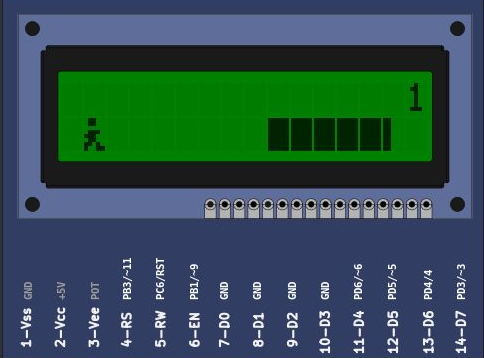 1
1-Vss GND
2-Vcc +5V
3-Vee POT
4-RS PB3/~11
5-RW PC6/RST
6-EN PB1/~9
7-D0 GND
8-D1 GND
9-D2 GND
10-D3 GND
11-D4 PD6/~6
12-D5 PD5/~5
13-D6 PD4/4
14-D7 PD3/~3